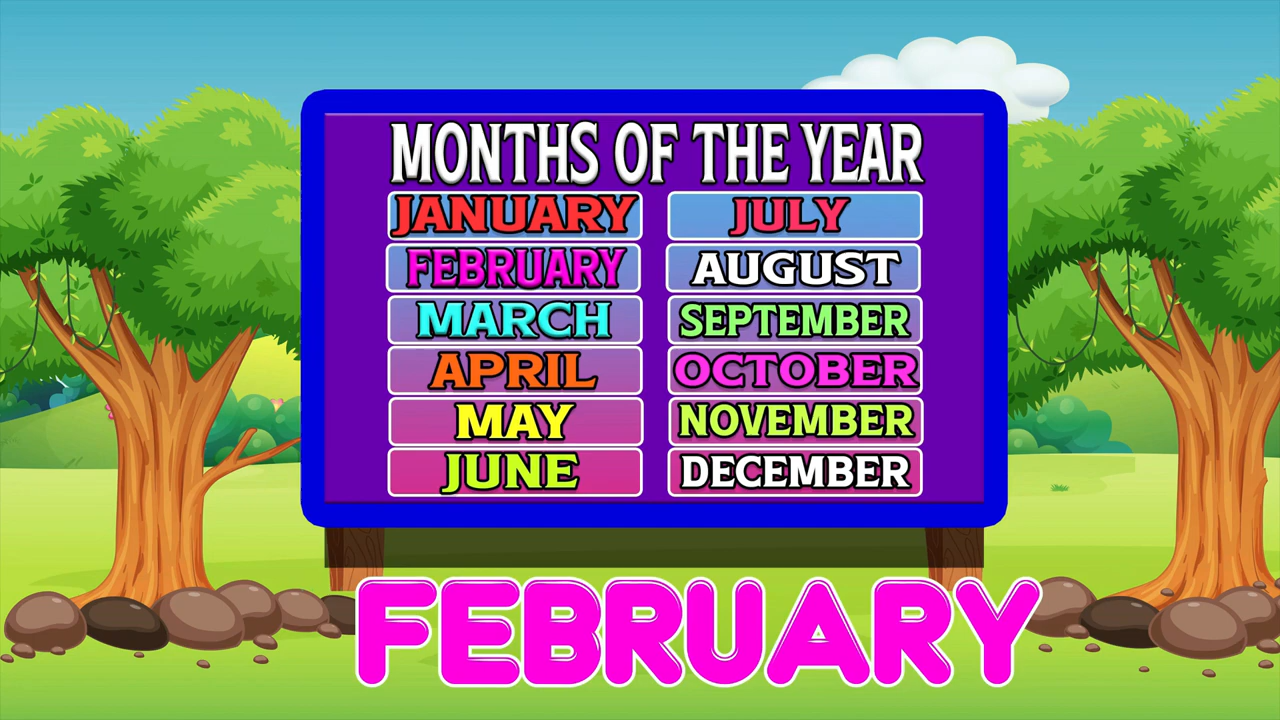 MONTHS OF THE YEAR
JANUARY
FEBRUARY
MARCH
APRIL
MAY
JUNE
JULY
AUGUST
SEPTEMBER
OCTOBER
NOVEMBER
DECEMBER
FEBRUARY